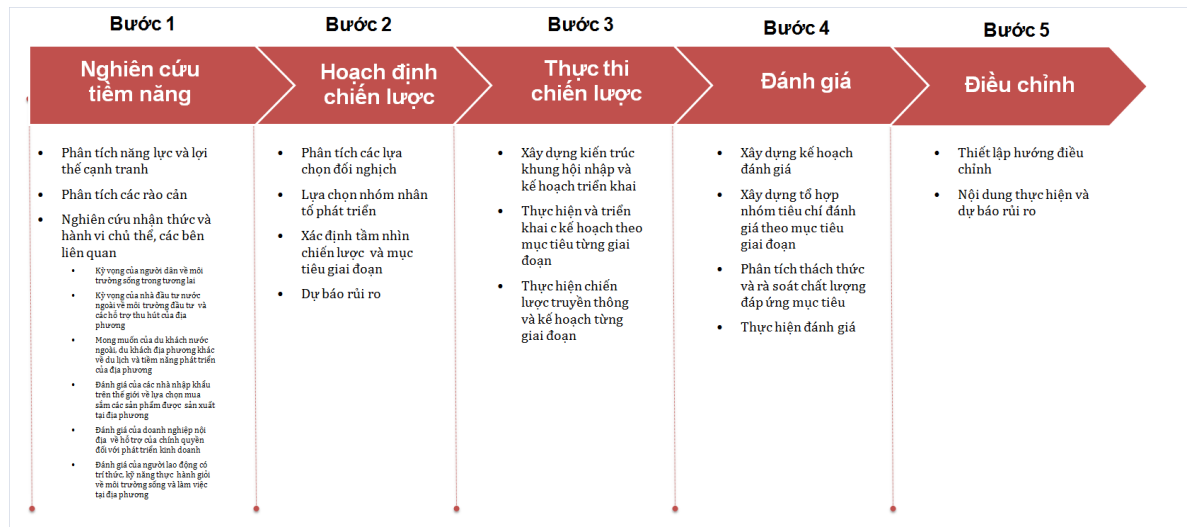 Bước 1
Nghiên cứu
tiềm năng
• Phân tích năng lực và lợi
thế cạnh tranh
• Phân tích các rào cản
• Nghiên cứu nhận thức và
hành vi chủ thể, các bên
liên quan
• Kỳ vọng của người dân về môi
trường sống trong tương lai
• Kỳ vọng của nhà đầu tư nước
ngoài về môi trường đầu tư và
các hỗ trợ thu hút của địa
phương
• Mong muốn của du khách nước
ngoài, du khách địa phương khác
về du lịch và tiềm năng phát triển
của địa phương
• Đánh giá của các nhà nhập khẩu
trên thế giới về lựa chọn mua
sắm các sản phẩm được sản xuất
tại địa phương
• Đánh giá của doanh nghiệp nội
địa về hỗ trợ của chính quyền
đối với phát triển kinh doanh
• Đánh giá của người lao động có
tri thức, kỹ năng thực hành giỏi
về môi trường sống và làm việc
tại địa phương
Bước 2
Hoạch định
chiến lược
• Phân tích các lựa
chọn đối nghịch
• Lựa chọn nhóm nhân
tố phát triển
• Xác định tầm nhìn
chiến lược và mục
tiêu giai đoạn
• Dự báo rủi ro
Bước 3
Thực thi
chiến lược
• Xây dựng kiến trúc
khung hội nhập và
kế hoạch triển khai
• Thực hiện và triển
khai c kế hoạch theo
mục tiêu từng giai
đoạn
• Thực hiện chiến
lược truyền thông
và kế hoạch từng
giai đoạn
Bước 4
Đánh giá
• Xây dựng kế hoạch
đánh giá
• Xây dựng tổ hợp
nhóm tiêu chí đánh
giá theo mục tiêu
giai đoạn
• Phân tích thách thức
và rà soát chất lượng
đáp ứng mục tiêu
• Thực hiện đánh giá
Bước 5
Điều chỉnh
• Thiết lập hướng điều
chỉnh
• Nội dung thực hiện và
dự báo rủi ro